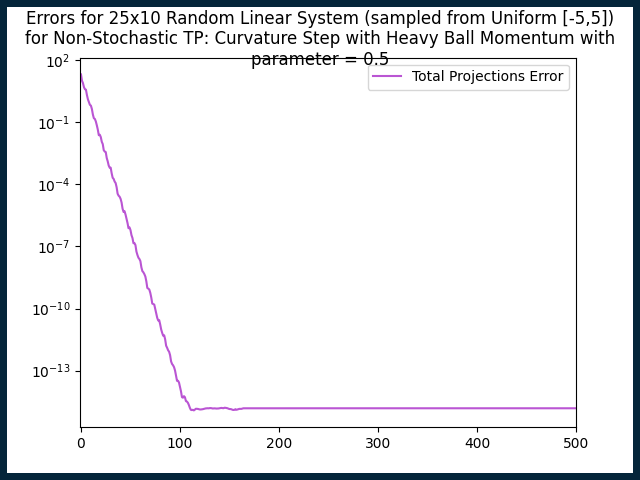 Errors for 25x10 Random Linear System (sampled from Uniform [-5,5])
for Non-Stochastic TP: Curvature Step with Heavy Ball Momentum with
parameter = 0.5
Total Projections Error
10²
10⁻¹
10⁻⁴
10⁻⁷
10⁻¹⁰
10⁻¹³
0 100 200 300 400 500